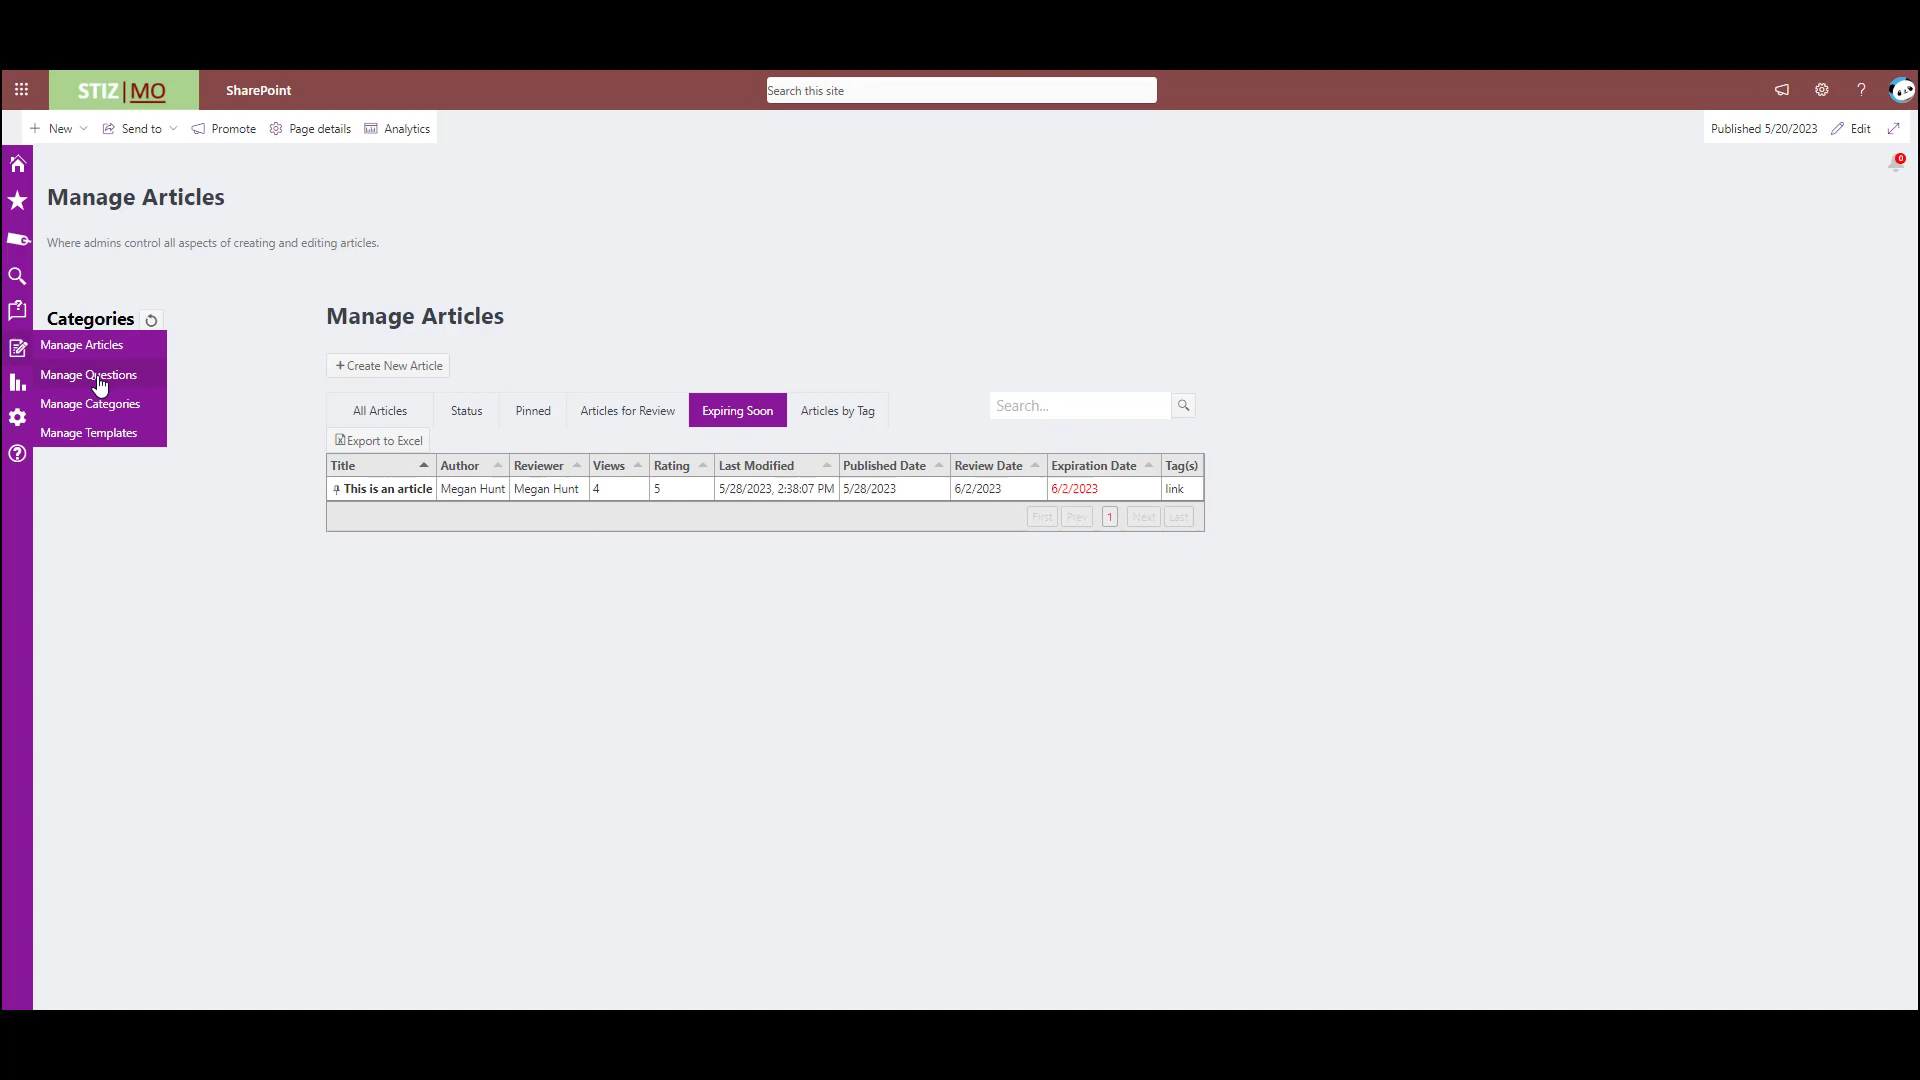 STIZ|MO
SharePoint
Search this site
New
Send to
Promote
Page details
Analytics
Published 5/20/2023
Edit
0
Manage Articles
Where admins control all aspects of creating and editing articles.
Categories
Manage Articles
Manage Questions
Manage Categories
Manage Templates
Manage Articles
+ Create New Article
All Articles
Status
Pinned
Articles for Review
Expiring Soon
Articles by Tag
Search...
Export to Excel
Title Author Reviewer Views Rating Last Modified Published Date Review Date Expiration Date Tag(s)
This is an article Megan Hunt Megan Hunt 4 5 5/28/2023, 2:38:07 PM 5/28/2023 6/2/2023 6/2/2023 link
First Prev 1 Next Last